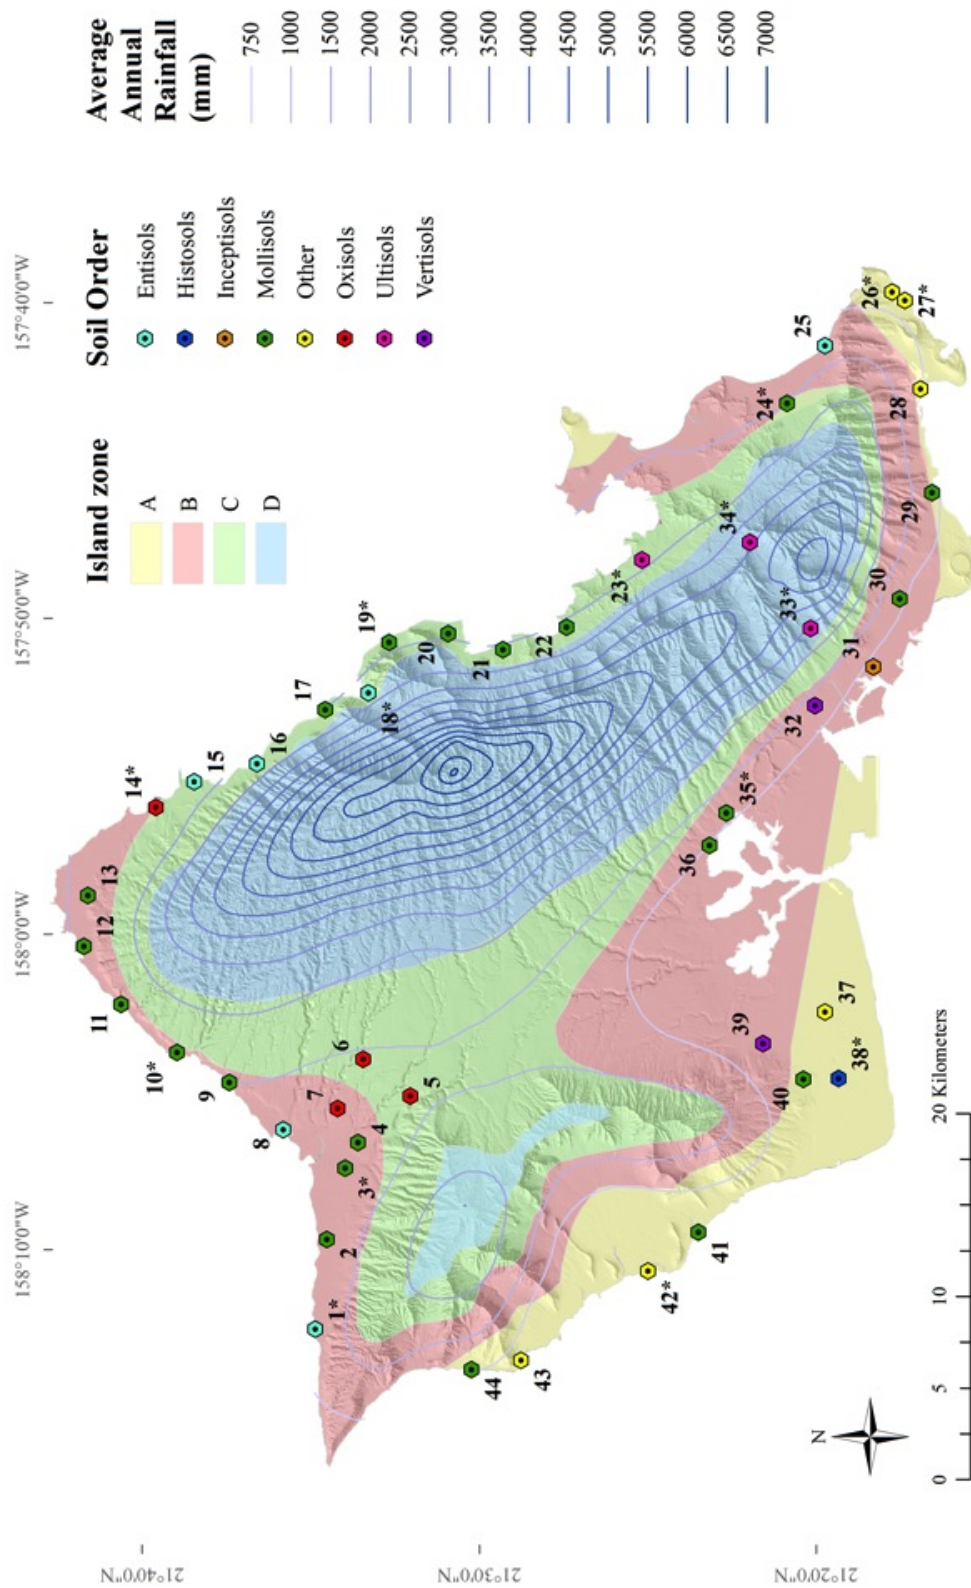 158°10'0"W
158°0'0"W
157°50'0"W
157°40'0"W
21°40'0"N
21°30'0"N
21°20'0"N
Island zone
A
B
C
D
Soil Order
Entisols
Histosols
Inceptisols
Mollisols
Other
Oxisols
Ultisols
Vertisols
Average
Annual
Rainfall
(mm)
750
1000
1500
2000
2500
3000
3500
4000
4500
5000
5500
6000
6500
7000
1*
2
3*
4
5
6
7
8
9
10*
11
12
13
14*
15
16
17
18*
19*
20
21
22
23*
24*
25
26*
27*
28
29
30
31
32
33*
34*
35*
36
37
38*
39
40
41
42*
43
44
N
0
5
10
20 Kilometers